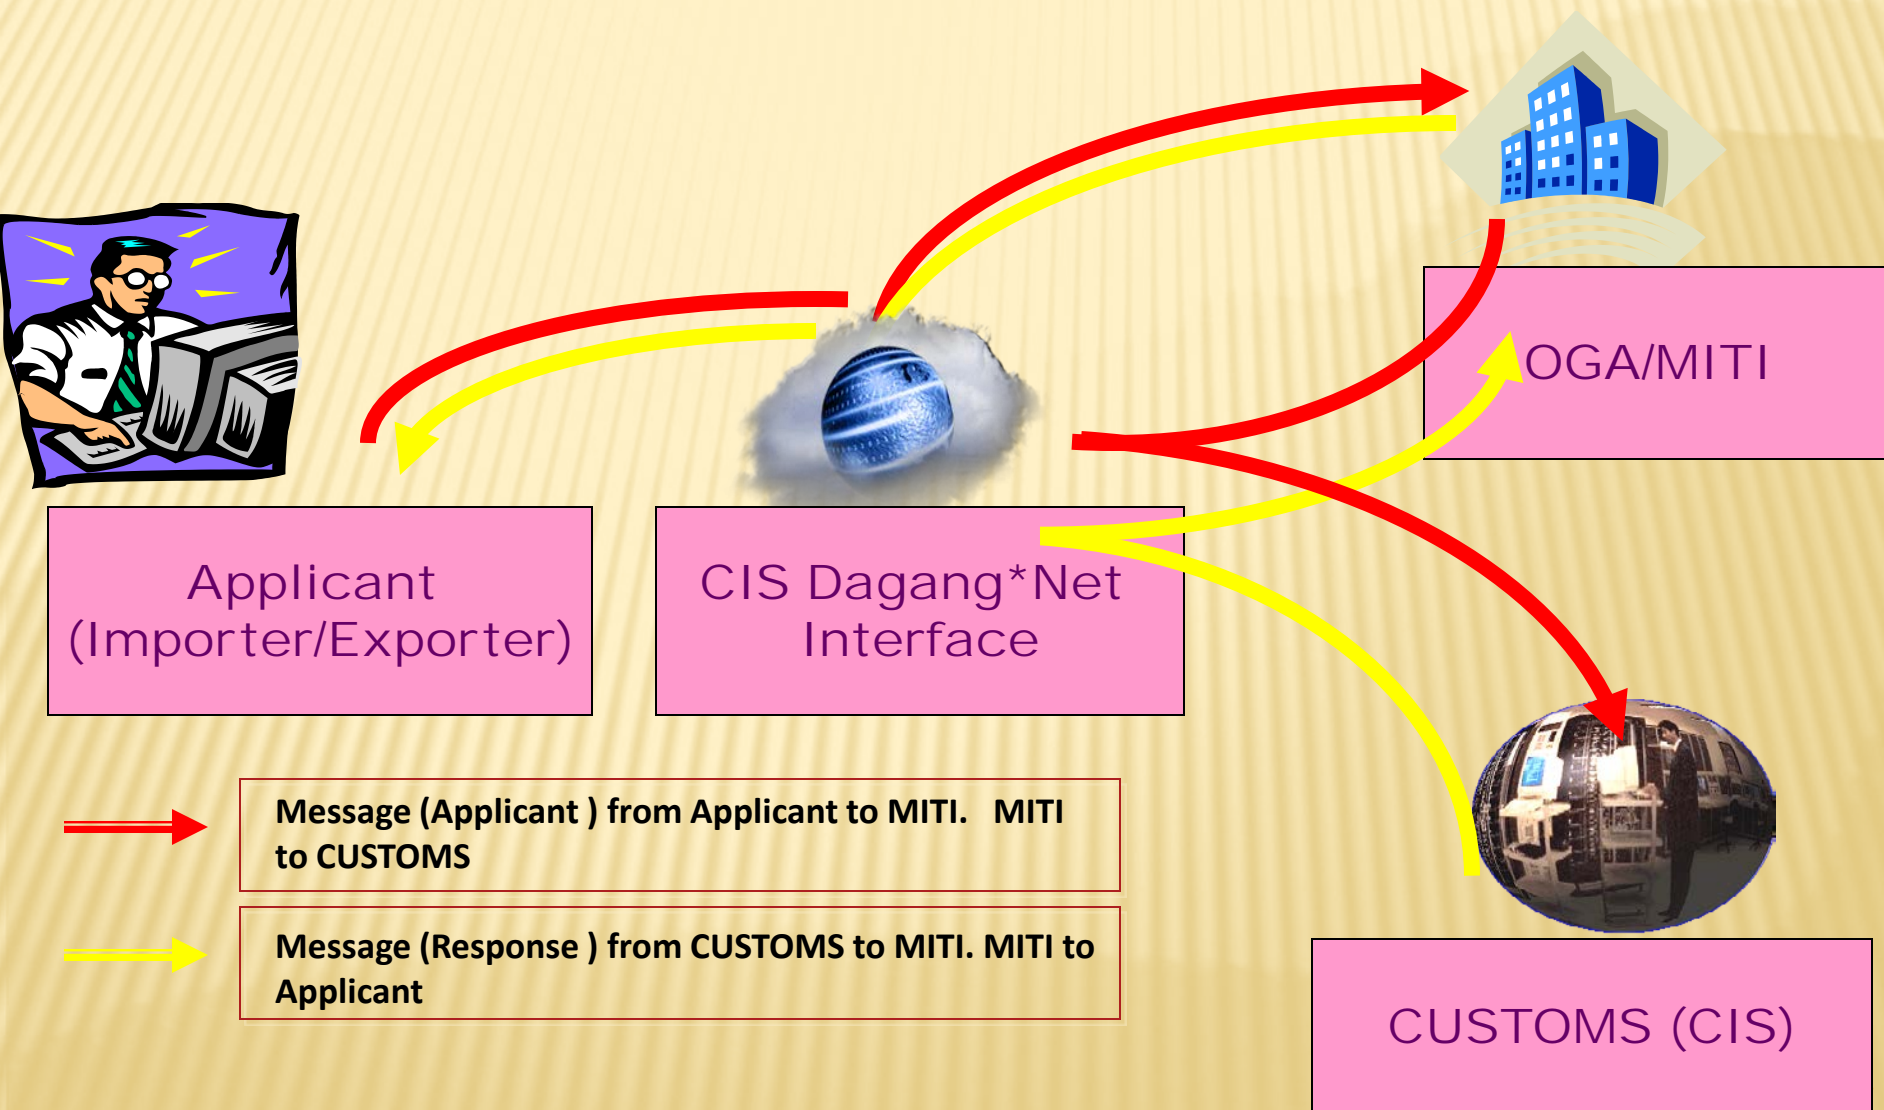 OGA/MITI
Applicant
(Importer/Exporter)
CIS Dagang*Net
Interface
Message (Applicant ) from Applicant to MITI.   MITI
to CUSTOMS
Message (Response ) from CUSTOMS to MITI. MITI to
Applicant
CUSTOMS (CIS)